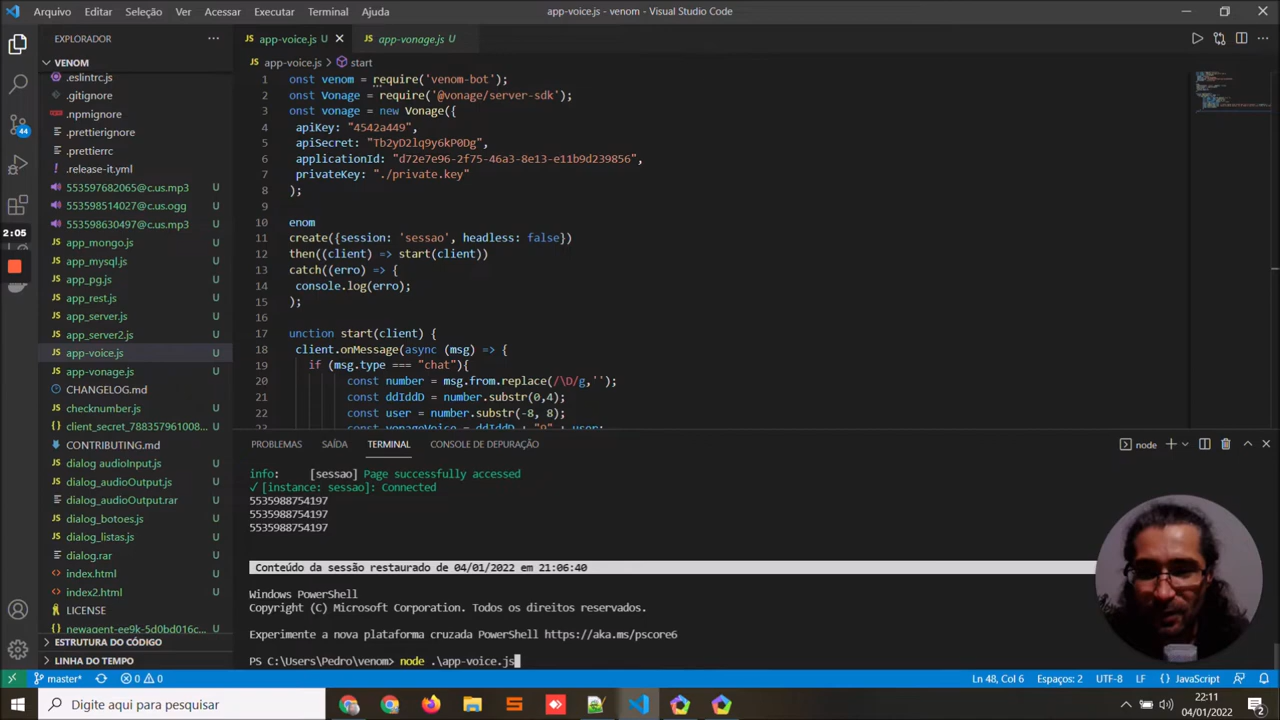 Arquivo Editar Seleção Ver Acessar Executar Terminal Ajuda
app-voice.js - venom - Visual Studio Code
EXPLORADOR
app-voice.js U
app-vonage.js U
VENOM
app-voice.js > start
.eslintrc.js U
.gitignore U
.npmignore U
.prettierignore U
.prettierrc U
.release-it.yml U
553597682065@c.us.mp3 U
553598514027@c.us.ogg U
553598630497@c.us.mp3 U
app_mongo.js U
app_mysql.js U
app_pg.js U
app_rest.js U
app_server.js U
app_server2.js U
app-voice.js U
app-vonage.js U
CHANGELOG.md U
checknumber.js U
client_secret_788357961008... U
CONTRIBUTING.md U
dialog audioInput.js U
dialog_audioOutput.js U
dialog_audioOutput.rar U
dialog_botoes.js U
dialog_listas.js U
dialog.rar U
index.html U
index2.html U
LICENSE U
newagent-ee9k-5d0bd016c... U
ESTRUTURA DO CÓDIGO
LINHA DO TEMPO
44
2:05
1 onst venom = require('venom-bot');
2 onst Vonage = require('@vonage/server-sdk');
3 onst vonage = new Vonage({
4 apiKey: "4542a449",
5 apiSecret: "Tb2yD2lq9y6kP0Dg",
6 applicationId: "d72e7e96-2f75-46a3-8e13-e11b9d239856",
7 privateKey: "./private.key"
8 );
9
10 enom
11 create({session: 'sessao', headless: false})
12 then((client) => start(client))
13 catch((erro) => {
14 console.log(erro);
15 );
16
17 unction start(client) {
18 client.onMessage(async (msg) => {
19 if (msg.type === "chat"){
20 const number = msg.from.replace(/\D/g,'');
21 const ddIddD = number.substr(0,4);
22 const user = number.substr(-8, 8);
const vonageVoice = ddIddD + "9" + user;
PROBLEMAS SAÍDA TERMINAL CONSOLE DE DEPURAÇÃO
node
info: [sessao] Page successfully accessed
✓ [instance: sessao]: Connected
5535988754197
5535988754197
5535988754197
Conteúdo da sessão restaurado de 04/01/2022 em 21:06:40
Windows PowerShell
Copyright (C) Microsoft Corporation. Todos os direitos reservados.
Experimente a nova plataforma cruzada PowerShell https://aka.ms/pscore6
PS C:\Users\Pedro\venom> node .\app-voice.js
master* 0 0 Ln 48, Col 6 Espaços: 2 UTF-8 LF {} JavaScript
Digite aqui para pesquisar
22:11
04/01/2022
2